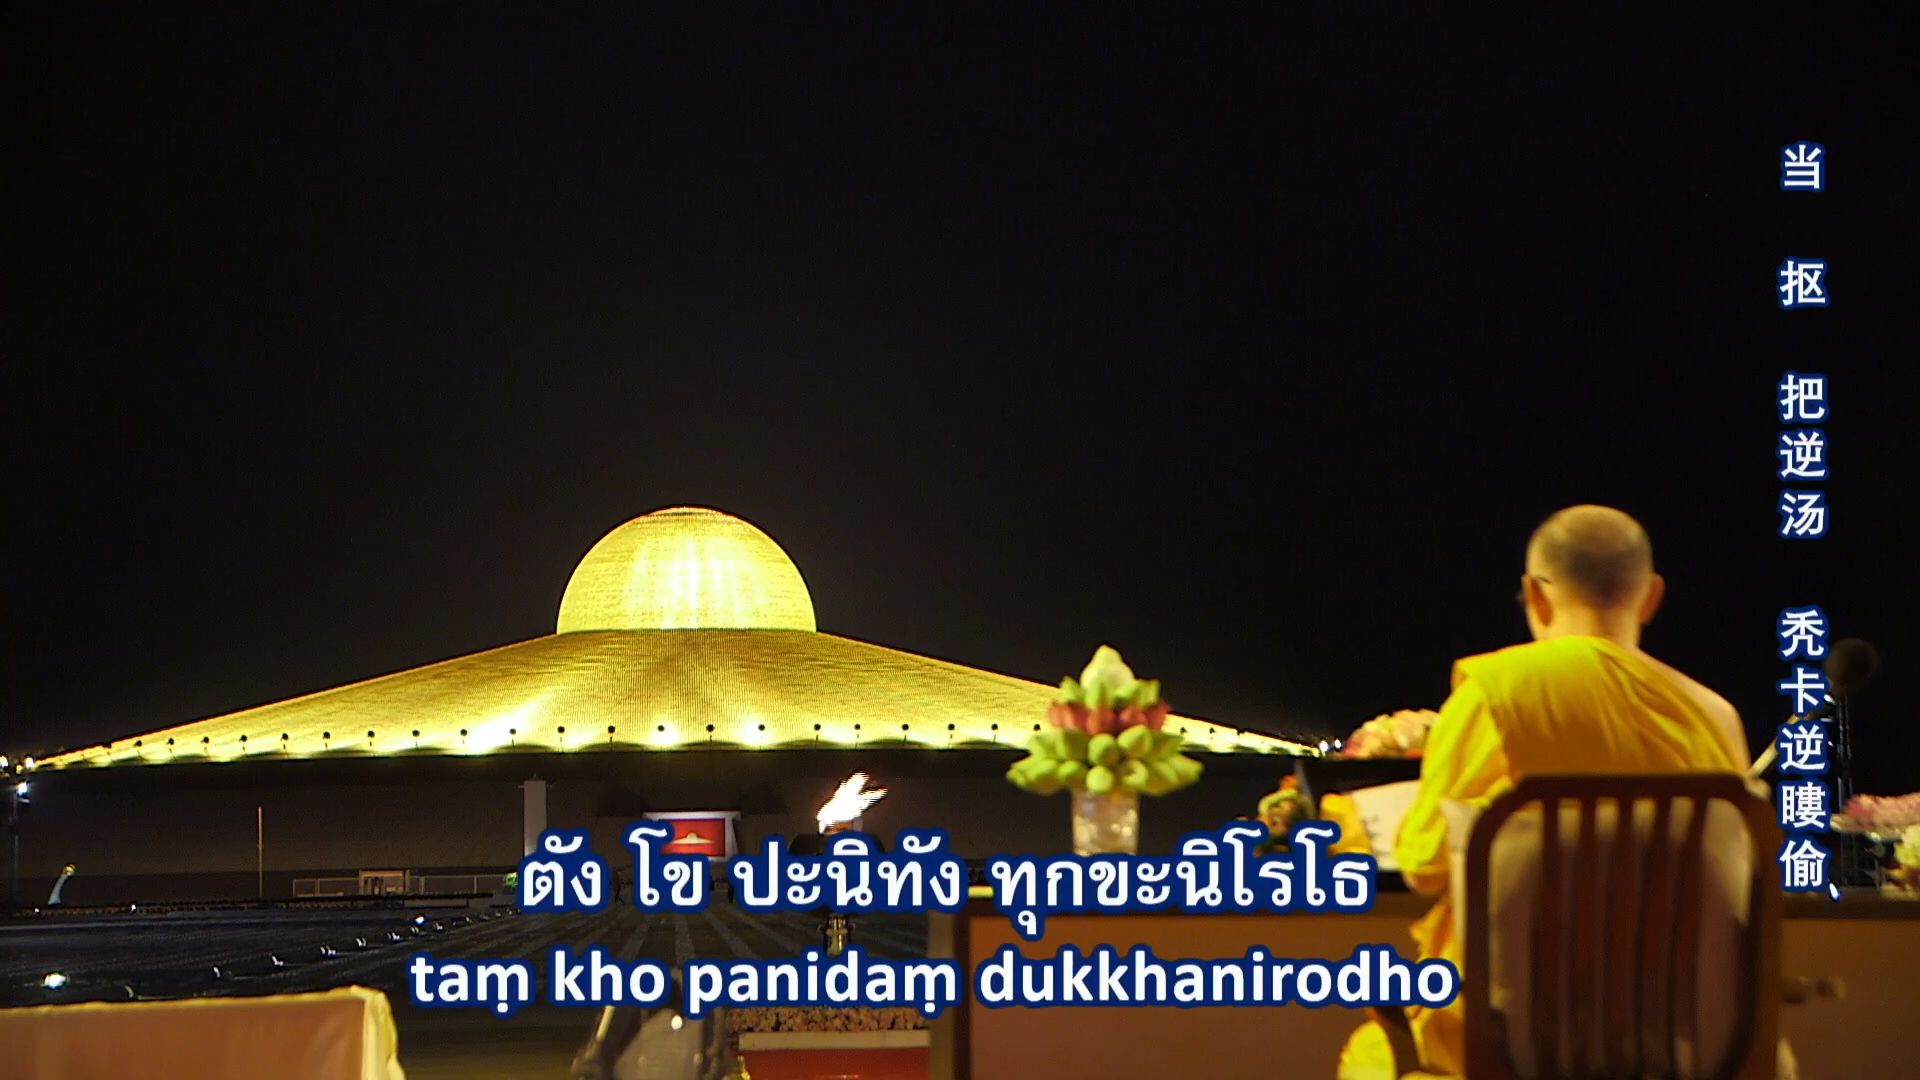 ตัง โข ปะนิทัง ทุกขะนิโรโธ
taṃ kho panidaṃ dukkhanirodho
当 抠 把逆汤 秃卡逆瞜偷